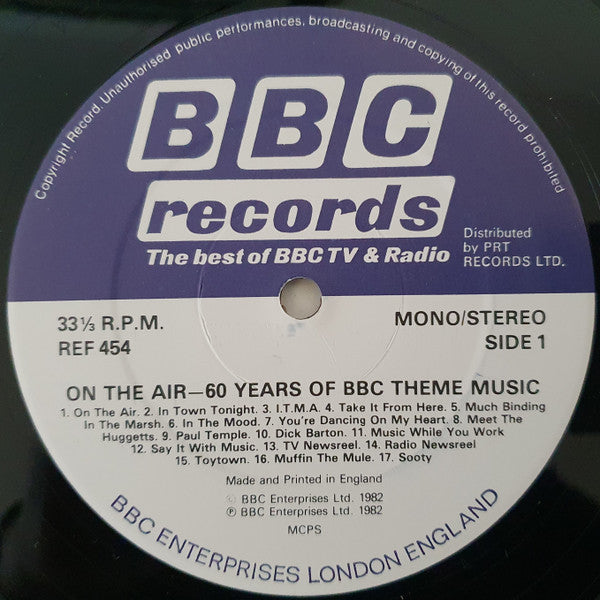 Copyright Record. Unauthorised public performances, broadcasting and copying of this record prohibited
BBC
records
The best of BBC TV & Radio
Distributed
by PRT
RECORDS LTD.
33⅓ R.P.M.
REF 454
MONO/STEREO
SIDE 1
ON THE AIR—60 YEARS OF BBC THEME MUSIC
1. On The Air. 2. In Town Tonight. 3. I.T.M.A. 4. Take It From Here. 5. Much Binding
In The Marsh. 6. In The Mood. 7. You're Dancing On My Heart. 8. Meet The
Huggetts. 9. Paul Temple. 10. Dick Barton. 11. Music While You Work
12. Say It With Music. 13. TV Newsreel. 14. Radio Newsreel
15. Toytown. 16. Muffin The Mule. 17. Sooty
Made and Printed in England
© BBC Enterprises Ltd. 1982
℗ BBC Enterprises Ltd. 1982
MCPS
BBC ENTERPRISES LONDON ENGLAND